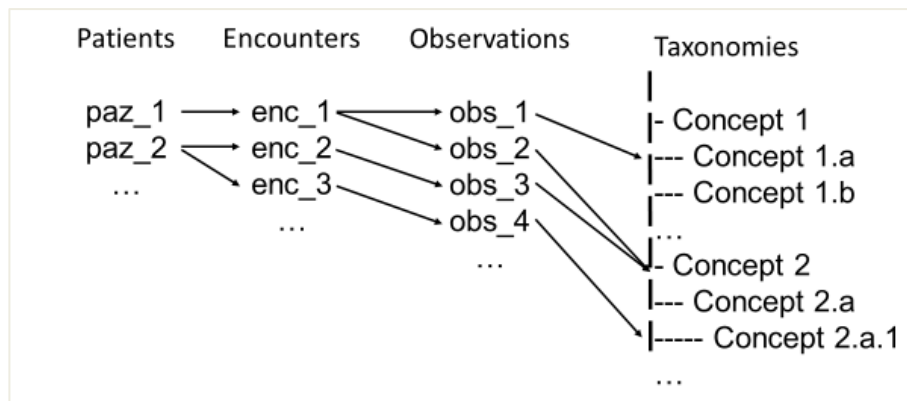 Patients Encounters Observations Taxonomies
paz_1 enc_1 obs_1 - Concept 1
paz_2 enc_2 obs_2 --- Concept 1.a
… enc_3 obs_3 --- Concept 1.b
… obs_4 …
… - Concept 2
--- Concept 2.a
----- Concept 2.a.1
…